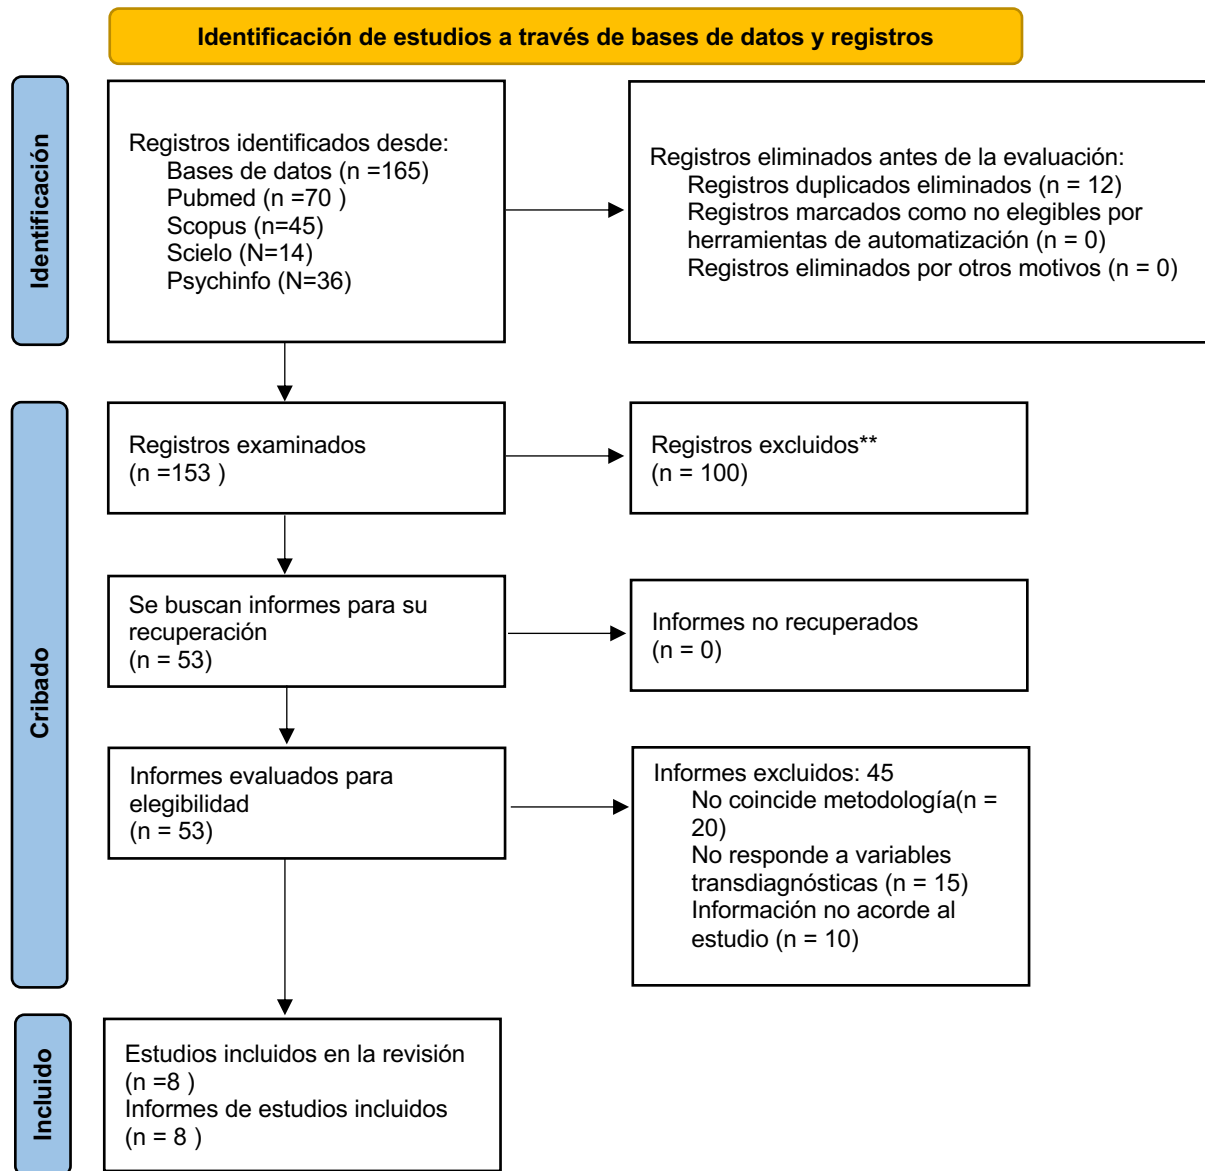 Identificación de estudios a través de bases de datos y registros
Identificación
Registros identificados desde:
Bases de datos (n =165)
Pubmed (n =70 )
Scopus (n=45)
Scielo (N=14)
Psychinfo (N=36)
Registros eliminados antes de la evaluación:
Registros duplicados eliminados (n = 12)
Registros marcados como no elegibles por
herramientas de automatización (n = 0)
Registros eliminados por otros motivos (n = 0)
Cribado
Registros examinados
(n =153 )
Registros excluidos**
(n = 100)
Se buscan informes para su
recuperación
(n = 53)
Informes no recuperados
(n = 0)
Informes evaluados para
elegibilidad
(n = 53)
Informes excluidos: 45
No coincide metodología(n =
20)
No responde a variables
transdiagnósticas (n = 15)
Información no acorde al
estudio (n = 10)
Incluido
Estudios incluidos en la revisión
(n =8 )
Informes de estudios incluidos
(n = 8 )